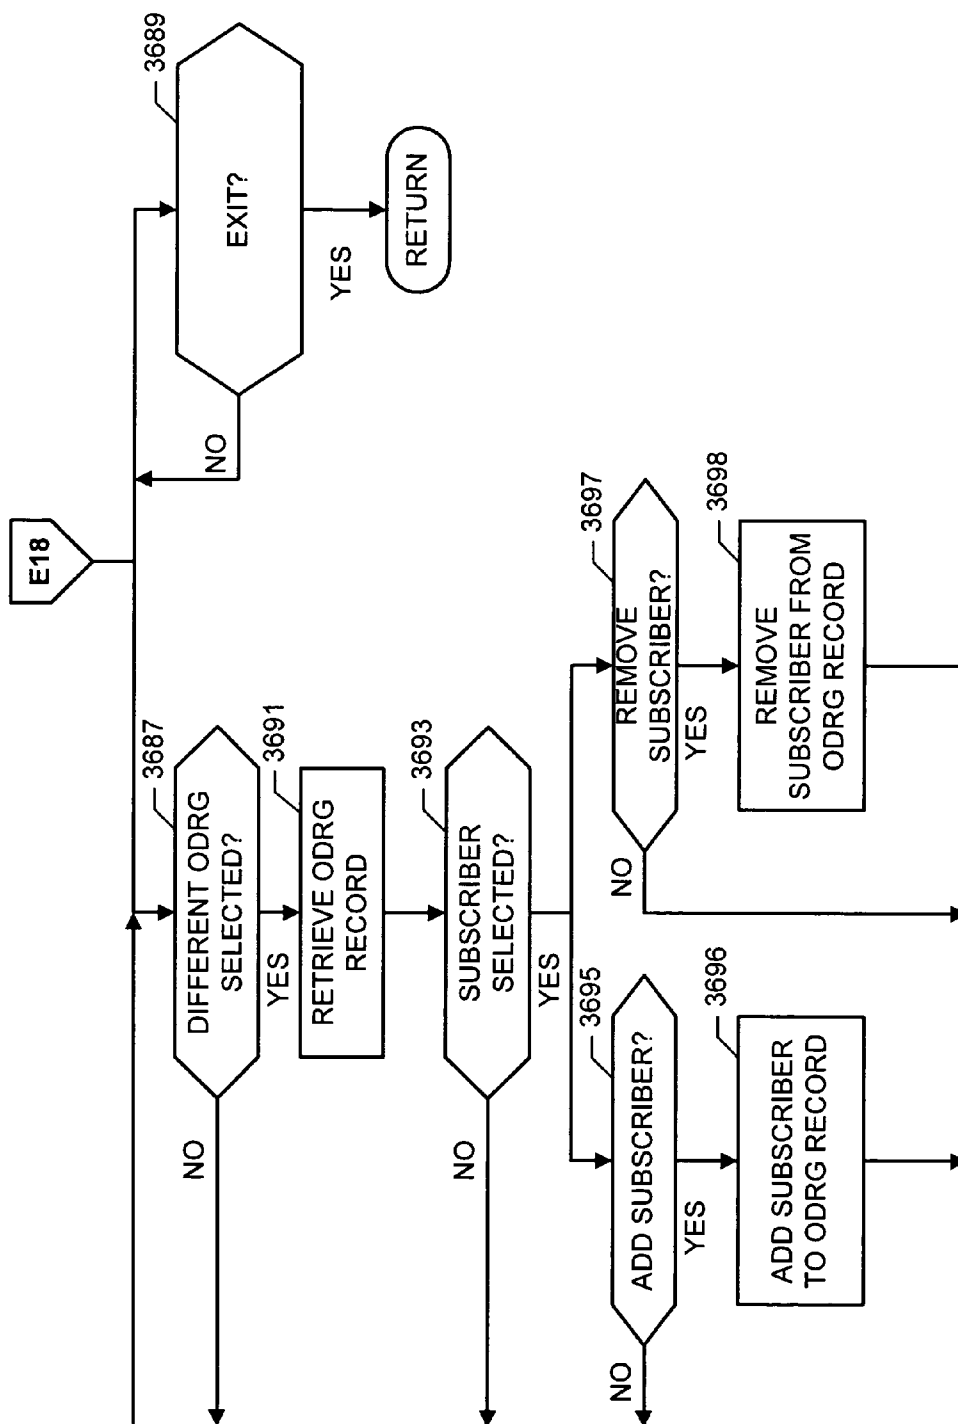 E18
3689
EXIT?
NO
YES
RETURN
3687
DIFFERENT ODRG
SELECTED?
NO
YES
3691
RETRIEVE ODRG
RECORD
3693
SUBSCRIBER
SELECTED?
NO
YES
3695
ADD SUBSCRIBER?
NO
YES
3696
ADD SUBSCRIBER
TO ODRG RECORD
3697
REMOVE
SUBSCRIBER?
NO
YES
3698
REMOVE
SUBSCRIBER FROM
ODRG RECORD